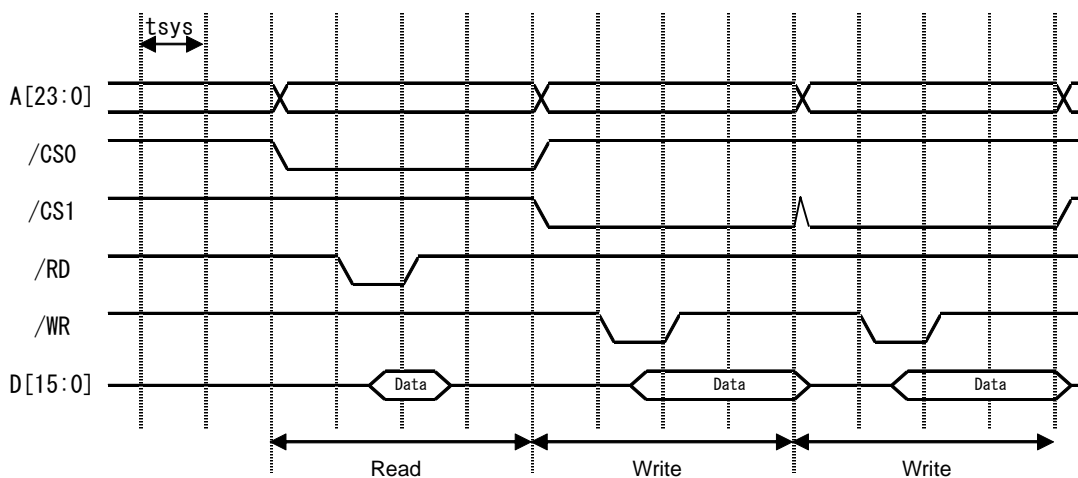 tsys
A[23:0]
/CS0
/CS1
/RD
/WR
D[15:0]
Data
Data
Data
Read
Write
Write